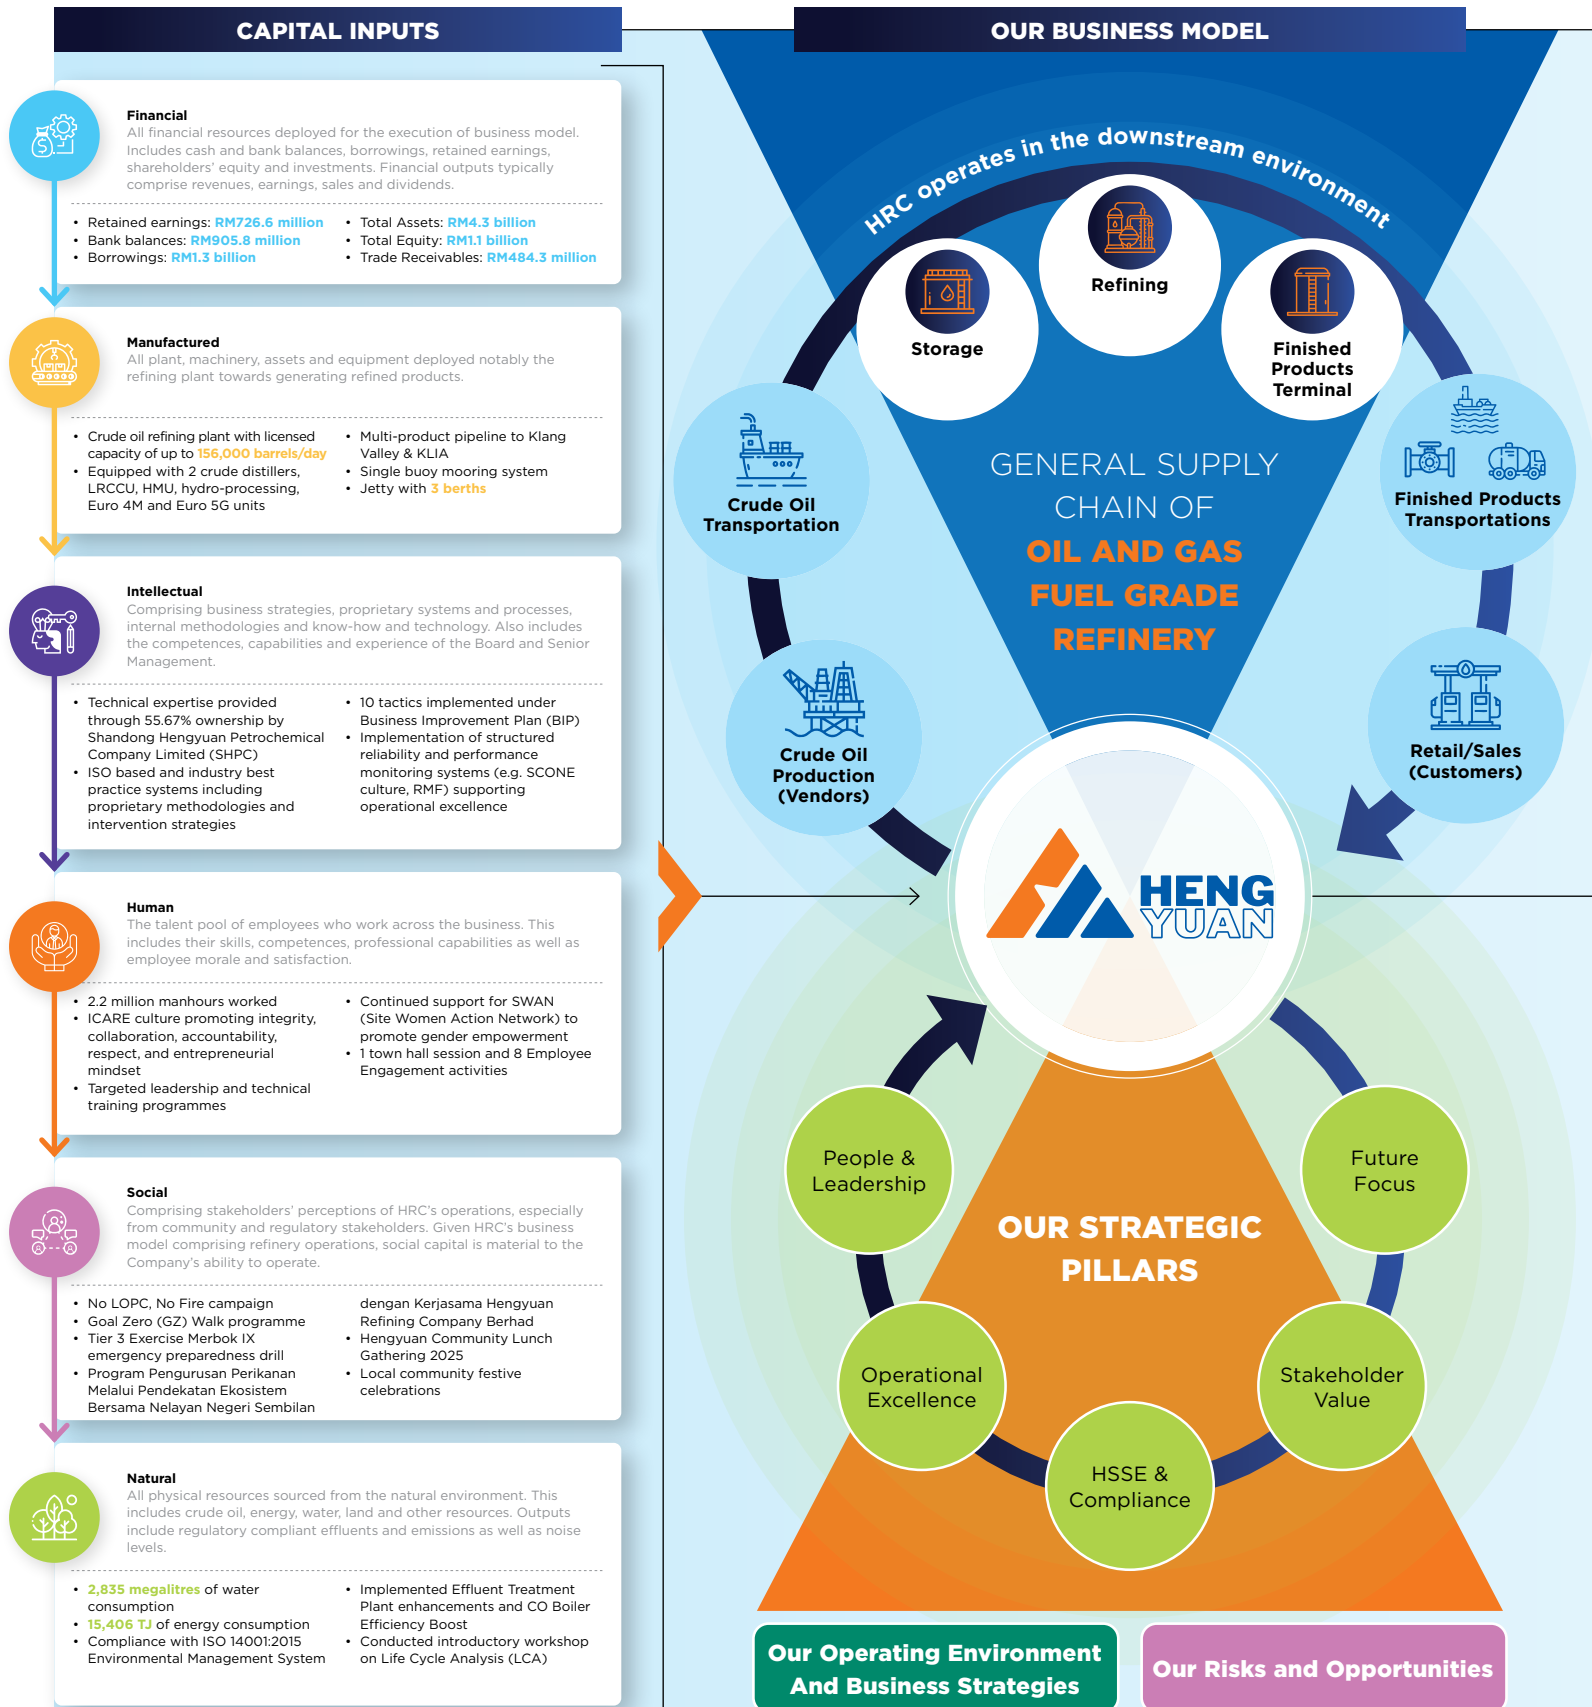 CAPITAL INPUTS
Financial
All financial resources deployed for the execution of business model.
Includes cash and bank balances, borrowings, retained earnings,
shareholders' equity and investments. Financial outputs typically
comprise revenues, earnings, sales and dividends.
• Retained earnings: RM726.6 million
• Bank balances: RM905.8 million
• Borrowings: RM1.3 billion
• Total Assets: RM4.3 billion
• Total Equity: RM1.1 billion
• Trade Receivables: RM484.3 million
Manufactured
All plant, machinery, assets and equipment deployed notably the
refining plant towards generating refined products.
• Crude oil refining plant with licensed
capacity of up to 156,000 barrels/day
• Equipped with 2 crude distillers,
LRCCU, HMU, hydro-processing,
Euro 4M and Euro 5G units
• Multi-product pipeline to Klang
Valley & KLIA
• Single buoy mooring system
• Jetty with 3 berths
Intellectual
Comprising business strategies, proprietary systems and processes,
internal methodologies and know-how and technology. Also includes
the competences, capabilities and experience of the Board and Senior
Management.
• Technical expertise provided
through 55.67% ownership by
Shandong Hengyuan Petrochemical
Company Limited (SHPC)
• ISO based and industry best
practice systems including
proprietary methodologies and
intervention strategies
• 10 tactics implemented under
Business Improvement Plan (BIP)
• Implementation of structured
reliability and performance
monitoring systems (e.g. SCONE
culture, RMF) supporting
operational excellence
Human
The talent pool of employees who work across the business. This
includes their skills, competences, professional capabilities as well as
employee morale and satisfaction.
• 2.2 million manhours worked
• ICARE culture promoting integrity,
collaboration, accountability,
respect, and entrepreneurial
mindset
• Targeted leadership and technical
training programmes
• Continued support for SWAN
(Site Women Action Network) to
promote gender empowerment
• 1 town hall session and 8 Employee
Engagement activities
Social
Comprising stakeholders' perceptions of HRC's operations, especially
from community and regulatory stakeholders. Given HRC's business
model comprising refinery operations, social capital is material to the
Company's ability to operate.
• No LOPC, No Fire campaign
• Goal Zero (GZ) Walk programme
• Tier 3 Exercise Merbok IX
emergency preparedness drill
• Program Pengurusan Perikanan
Melalui Pendekatan Ekosistem
Bersama Nelayan Negeri Sembilan
dengan Kerjasama Hengyuan
Refining Company Berhad
• Hengyuan Community Lunch
Gathering 2025
• Local community festive
celebrations
Natural
All physical resources sourced from the natural environment. This
includes crude oil, energy, water, land and other resources. Outputs
include regulatory compliant effluents and emissions as well as noise
levels.
• 2,835 megalitres of water
consumption
• 15,406 TJ of energy consumption
• Compliance with ISO 14001:2015
Environmental Management System
• Implemented Effluent Treatment
Plant enhancements and CO Boiler
Efficiency Boost
• Conducted introductory workshop
on Life Cycle Analysis (LCA)
OUR BUSINESS MODEL
HRC operates in the downstream environment
Refining
Storage
Finished
Products
Terminal
Crude Oil
Transportation
Finished Products
Transportations
GENERAL SUPPLY
CHAIN OF
OIL AND GAS
FUEL GRADE
REFINERY
Crude Oil
Production
(Vendors)
Retail/Sales
(Customers)
HENG
YUAN
People &
Leadership
Future
Focus
OUR STRATEGIC
PILLARS
Operational
Excellence
Stakeholder
Value
HSSE &
Compliance
Our Operating Environment
And Business Strategies
Our Risks and Opportunities